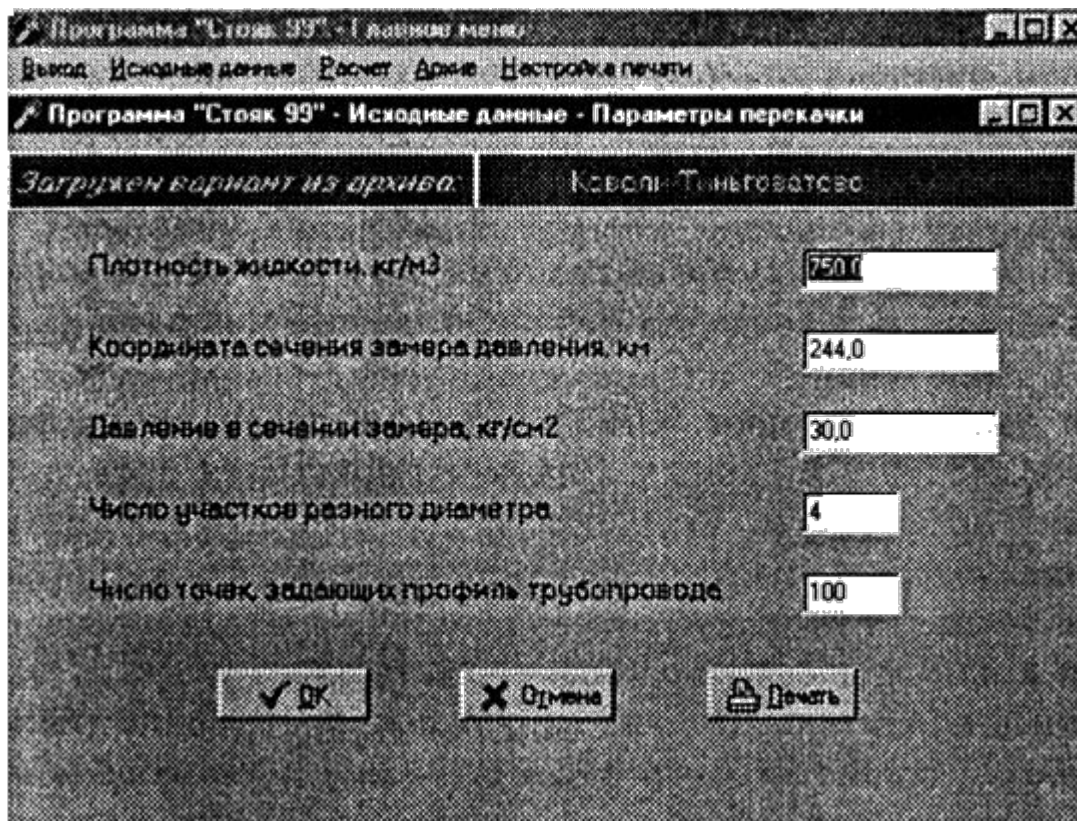 Программа "Стояк 99" - Главное меню
Выход Исходные данные Расчет Архив Настройка печати
Программа "Стояк 99" - Исходные данные - Параметры перекачки
Загружен вариант из архива:
Плотность жидкости, кг/м3 750.0
Координата сечения замера давления, км 244,0
Давление в сечении замера, кг/см2 30,0
Число участков разного диаметра 4
Число точек, задающих профиль трубопровода 100
OK Отмена Печать